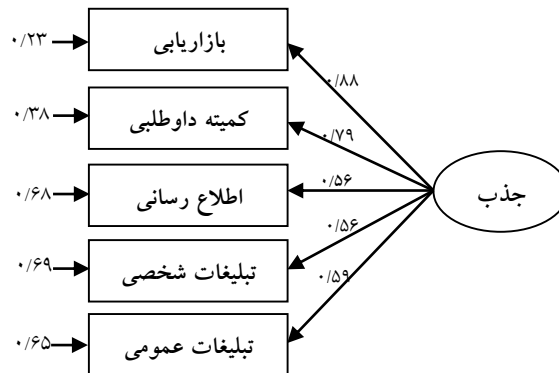 ۰/۲۳
بازاریابی
۰/۸۸
۰/۳۸
کمیته داوطلبی
۰/۷۹
۰/۶۸
اطلاع رسانی
۰/۵۶
جذب
۰/۶۹
تبلیغات شخصی
۰/۵۶
۰/۶۵
تبلیغات عمومی
۰/۵۹